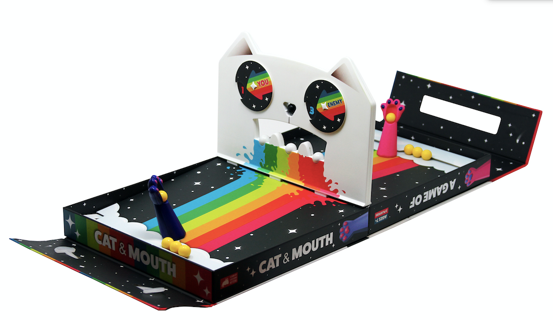 YOU
ENEMY
A GAME OF
CAT & MOUTH
CAT & MOUTH